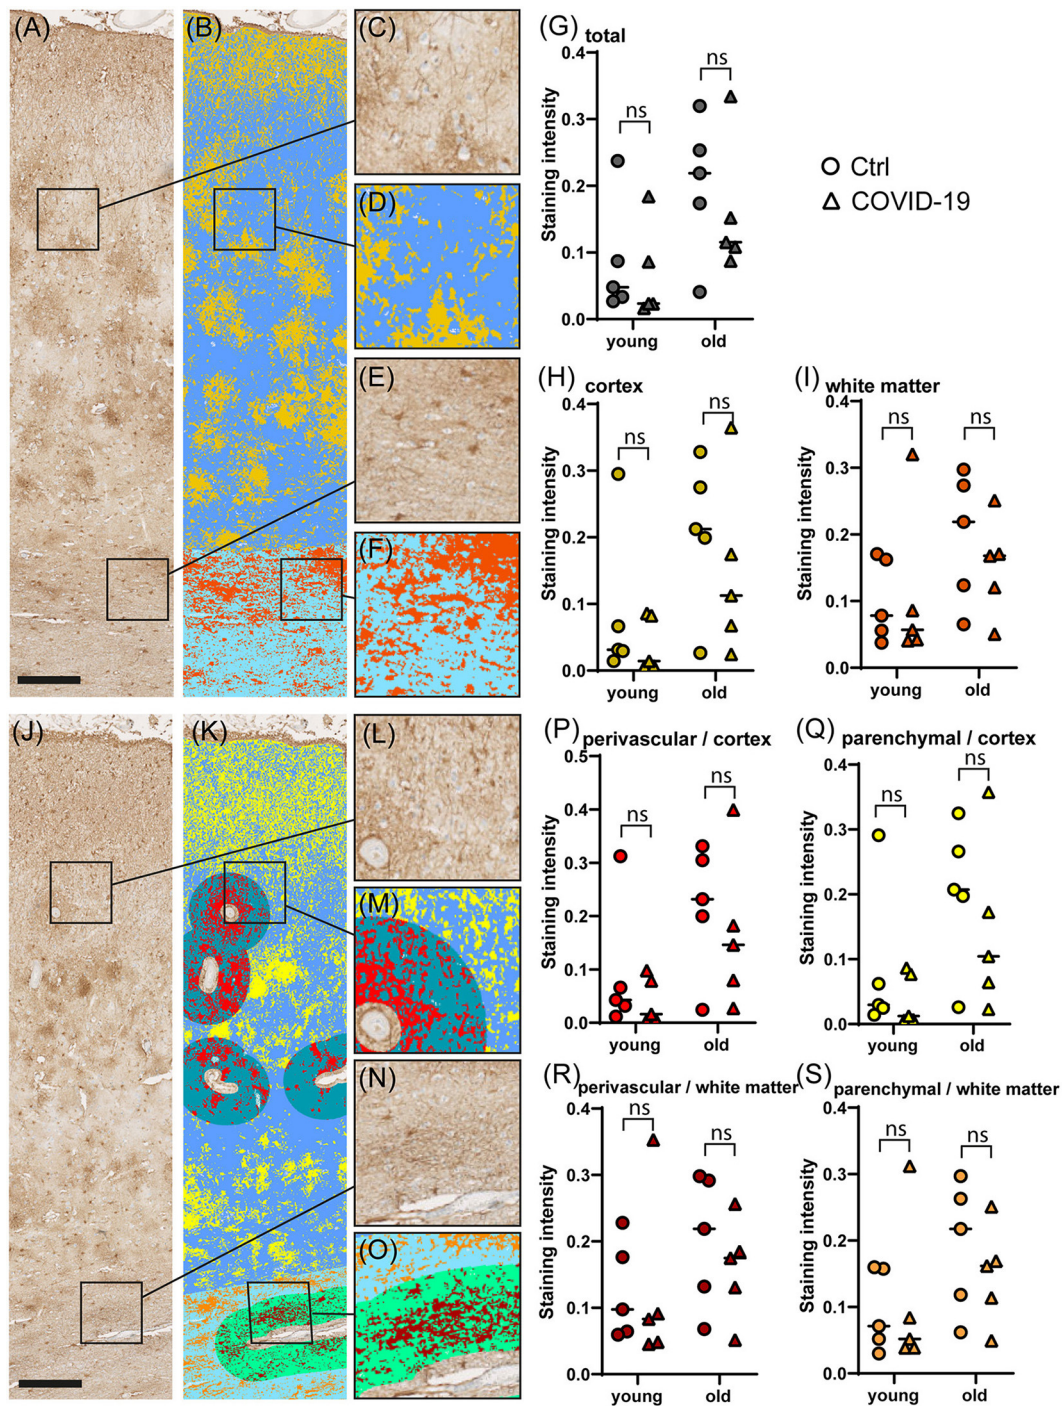 (A)
(B)
(C)
(D)
(E)
(F)
(G) total
ns
ns
0.4
0.3
0.2
0.1
0.0
Staining intensity
young
old
Ctrl
COVID-19
(H) cortex
ns
ns
0.4
0.3
0.2
0.1
0.0
Staining intensity
young
old
(I) white matter
ns
ns
0.4
0.3
0.2
0.1
0.0
Staining intensity
young
old
(J)
(K)
(L)
(M)
(N)
(O)
(P) perivascular / cortex
ns
ns
0.5
0.4
0.3
0.2
0.1
0.0
Staining intensity
young
old
(Q) parenchymal / cortex
ns
ns
0.4
0.3
0.2
0.1
0.0
Staining intensity
young
old
(R) perivascular / white matter
ns
ns
0.4
0.3
0.2
0.1
0.0
Staining intensity
young
old
(S) parenchymal / white matter
ns
ns
0.4
0.3
0.2
0.1
0.0
Staining intensity
young
old